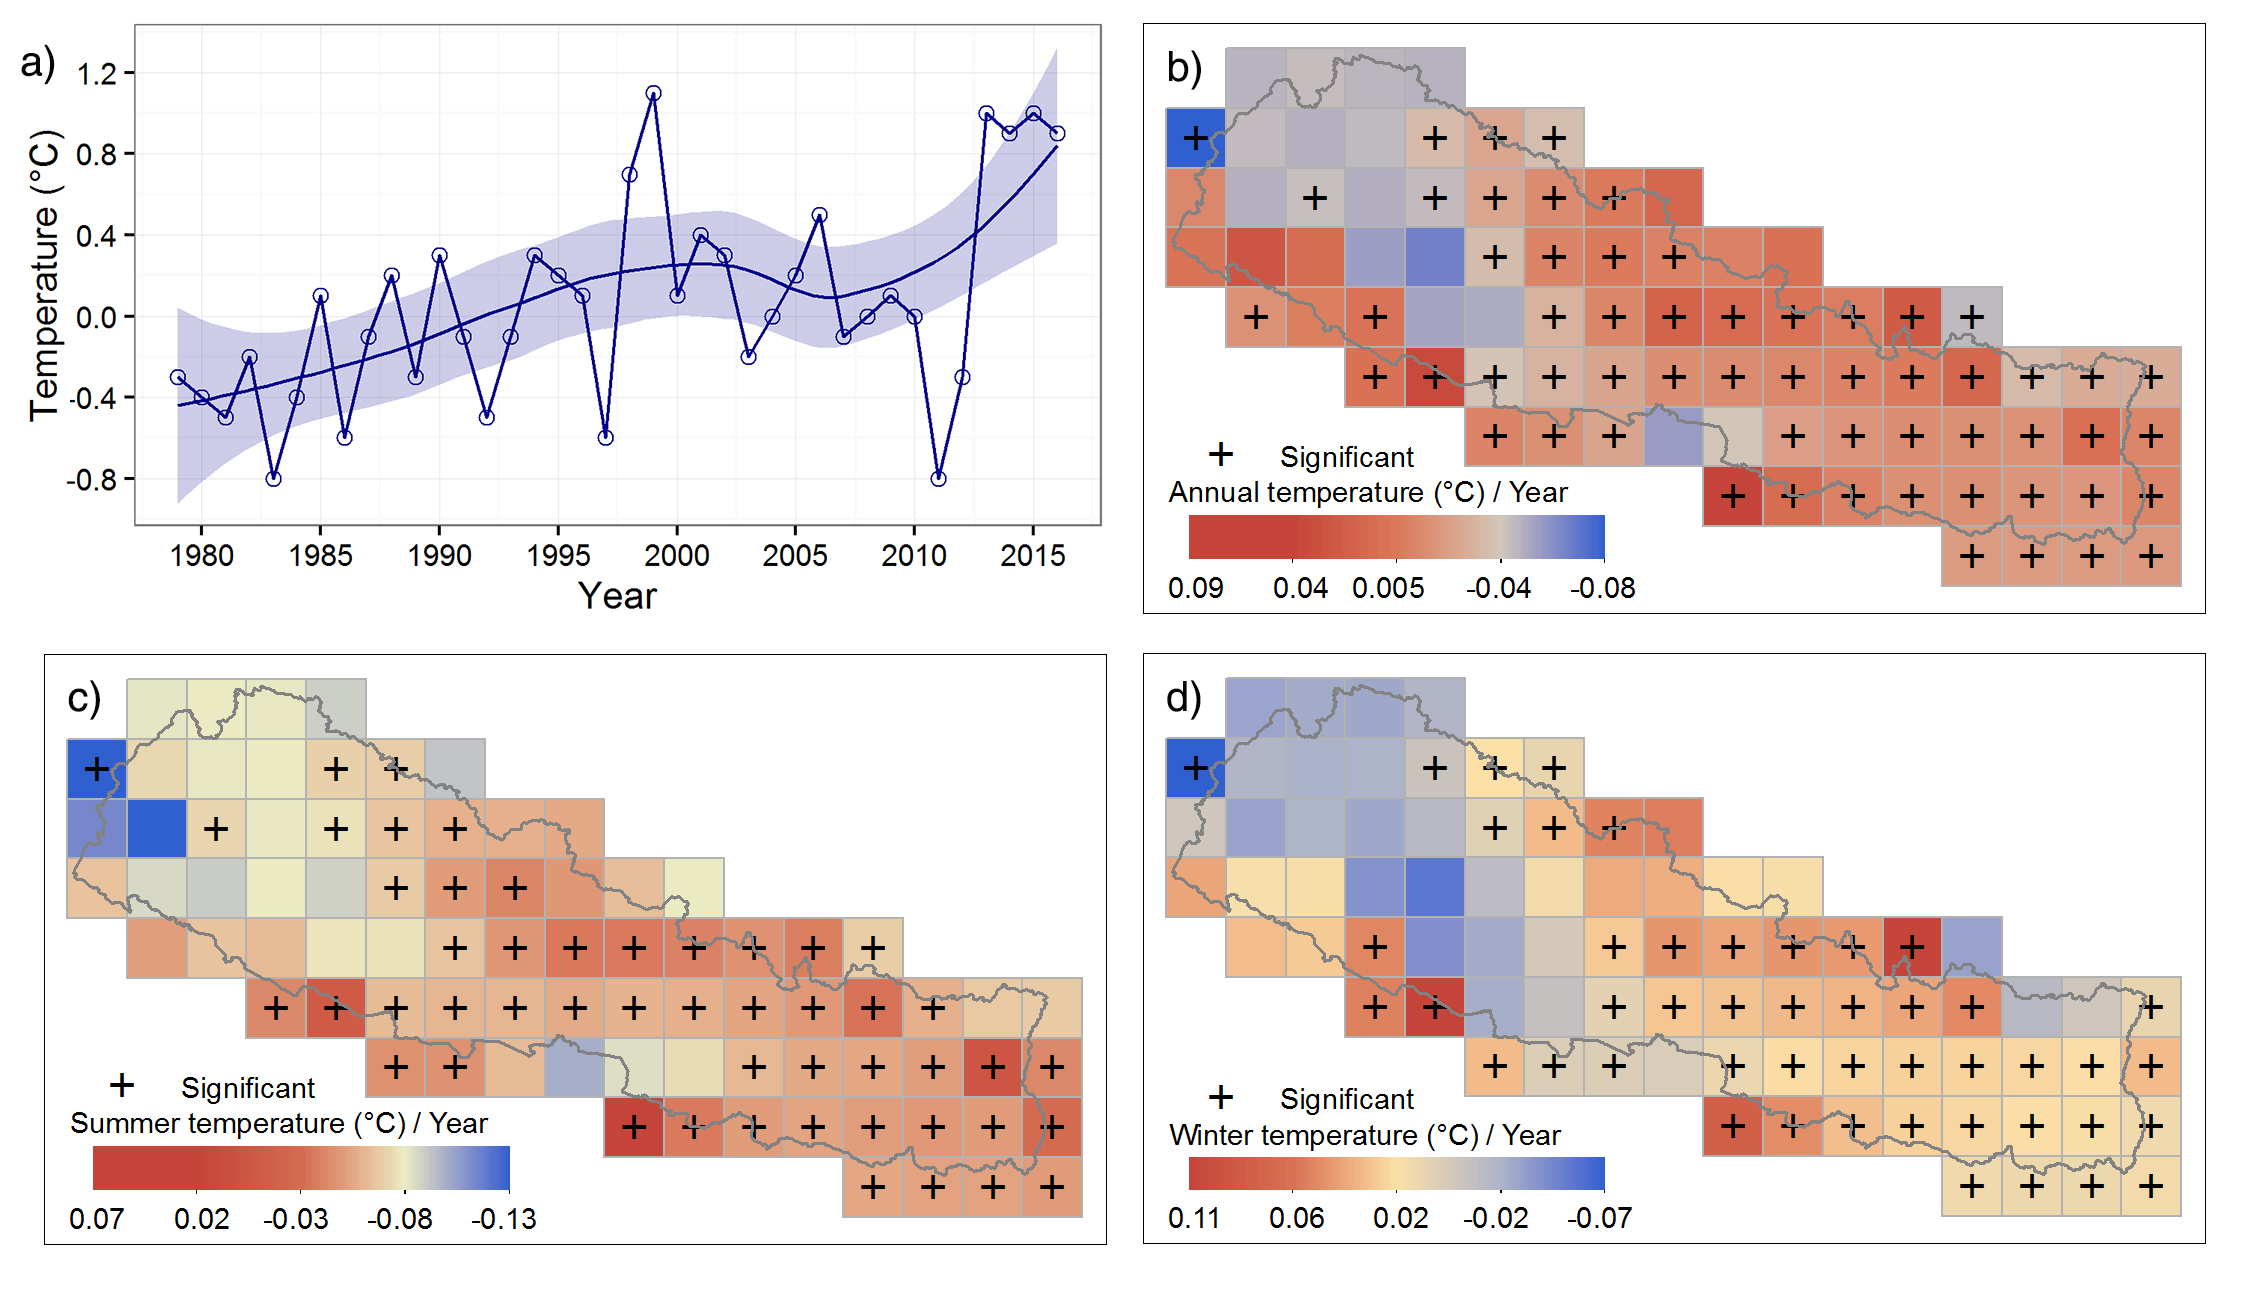 a)
1.2
0.8
0.4
0.0
-0.4
-0.8
Temperature (°C)
1980 1985 1990 1995 2000 2005 2010 2015
Year
b)
+ Significant
Annual temperature (°C) / Year
0.09 0.04 0.005 -0.04 -0.08
c)
+ Significant
Summer temperature (°C) / Year
0.07 0.02 -0.03 -0.08 -0.13
d)
+ Significant
Winter temperature (°C) / Year
0.11 0.06 0.02 -0.02 -0.07